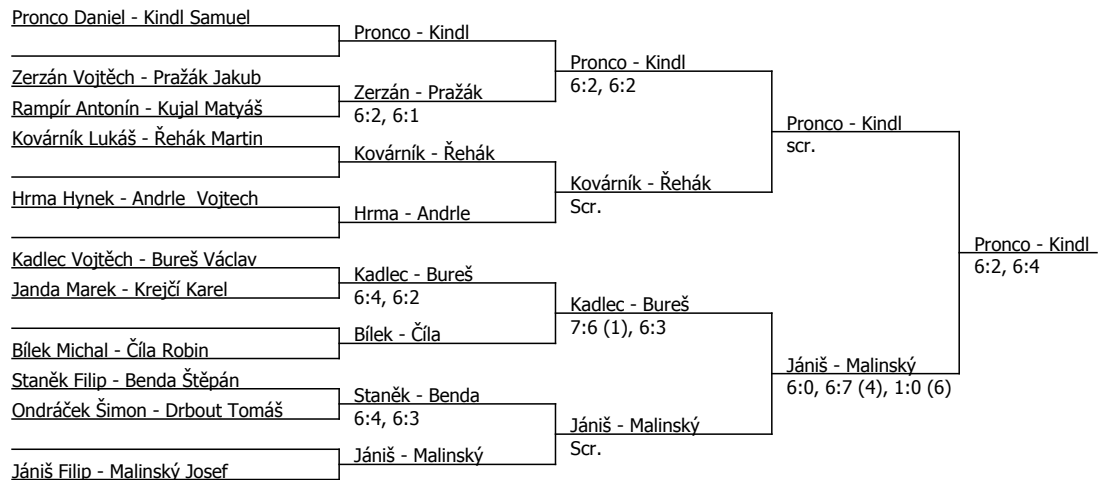 Pronco Daniel - Kindl Samuel
Zerzán Vojtěch - Pražák Jakub
Rampír Antonín - Kujal Matyáš
Kovárník Lukáš - Řehák Martin
Hrma Hynek - Andrle  Vojtech
Kadlec Vojtěch - Bureš Václav
Janda Marek - Krejčí Karel
Bílek Michal - Číla Robin
Staněk Filip - Benda Štěpán
Ondráček Šimon - Drbout Tomáš
Jániš Filip - Malinský Josef
Pronco - Kindl
Zerzán - Pražák
6:2, 6:1
Kovárník - Řehák
Hrma - Andrle
Kadlec - Bureš
6:4, 6:2
Bílek - Číla
Staněk - Benda
6:4, 6:3
Jániš - Malinský
Pronco - Kindl
6:2, 6:2
Kovárník - Řehák
Scr.
Kadlec - Bureš
7:6 (1), 6:3
Jániš - Malinský
Scr.
Pronco - Kindl
scr.
Jániš - Malinský
6:0, 6:7 (4), 1:0 (6)
Pronco - Kindl
6:2, 6:4